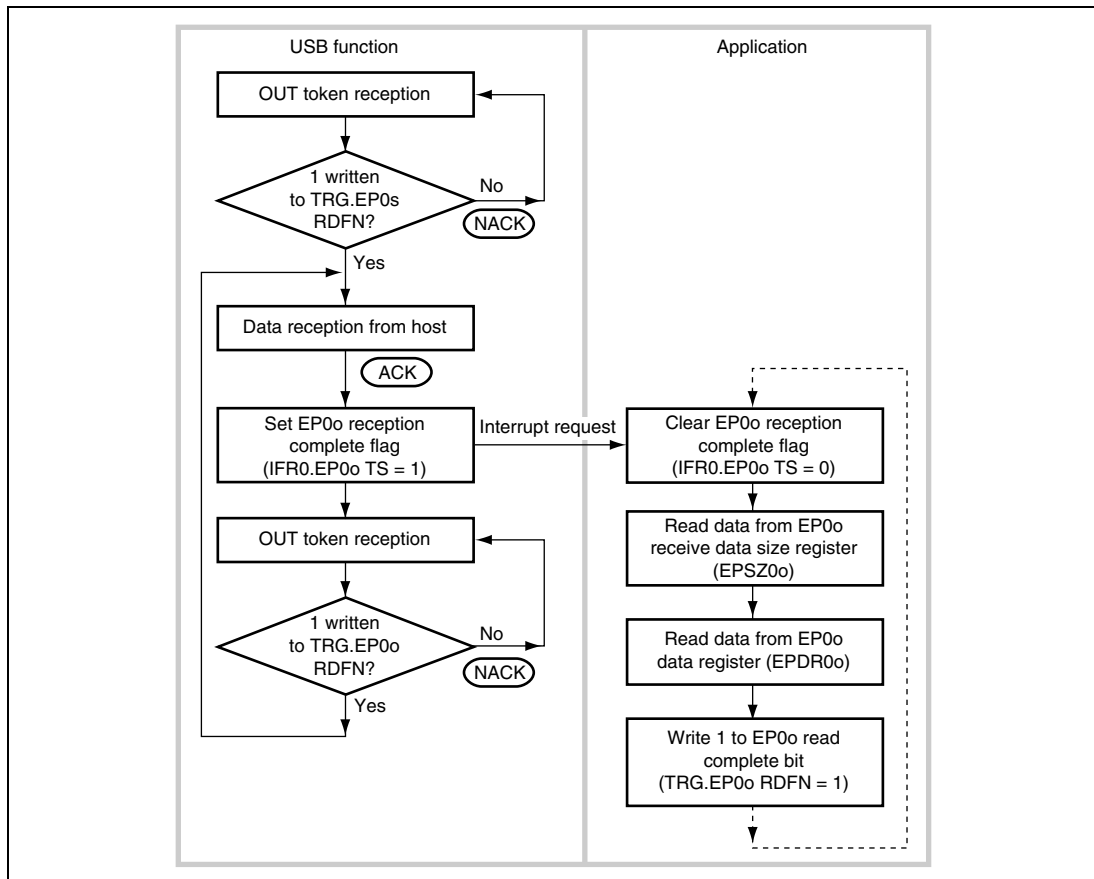 USB function
OUT token reception
1 written
to TRG.EP0s
RDFN?
No
NACK
Yes
Data reception from host
ACK
Set EP0o reception
complete flag
(IFR0.EP0o TS = 1)
Interrupt request
OUT token reception
1 written
to TRG.EP0o
RDFN?
No
NACK
Yes
Application
Clear EP0o reception
complete flag
(IFR0.EP0o TS = 0)
Read data from EP0o
receive data size register
(EPSZ0o)
Read data from EP0o
data register (EPDR0o)
Write 1 to EP0o read
complete bit
(TRG.EP0o RDFN = 1)